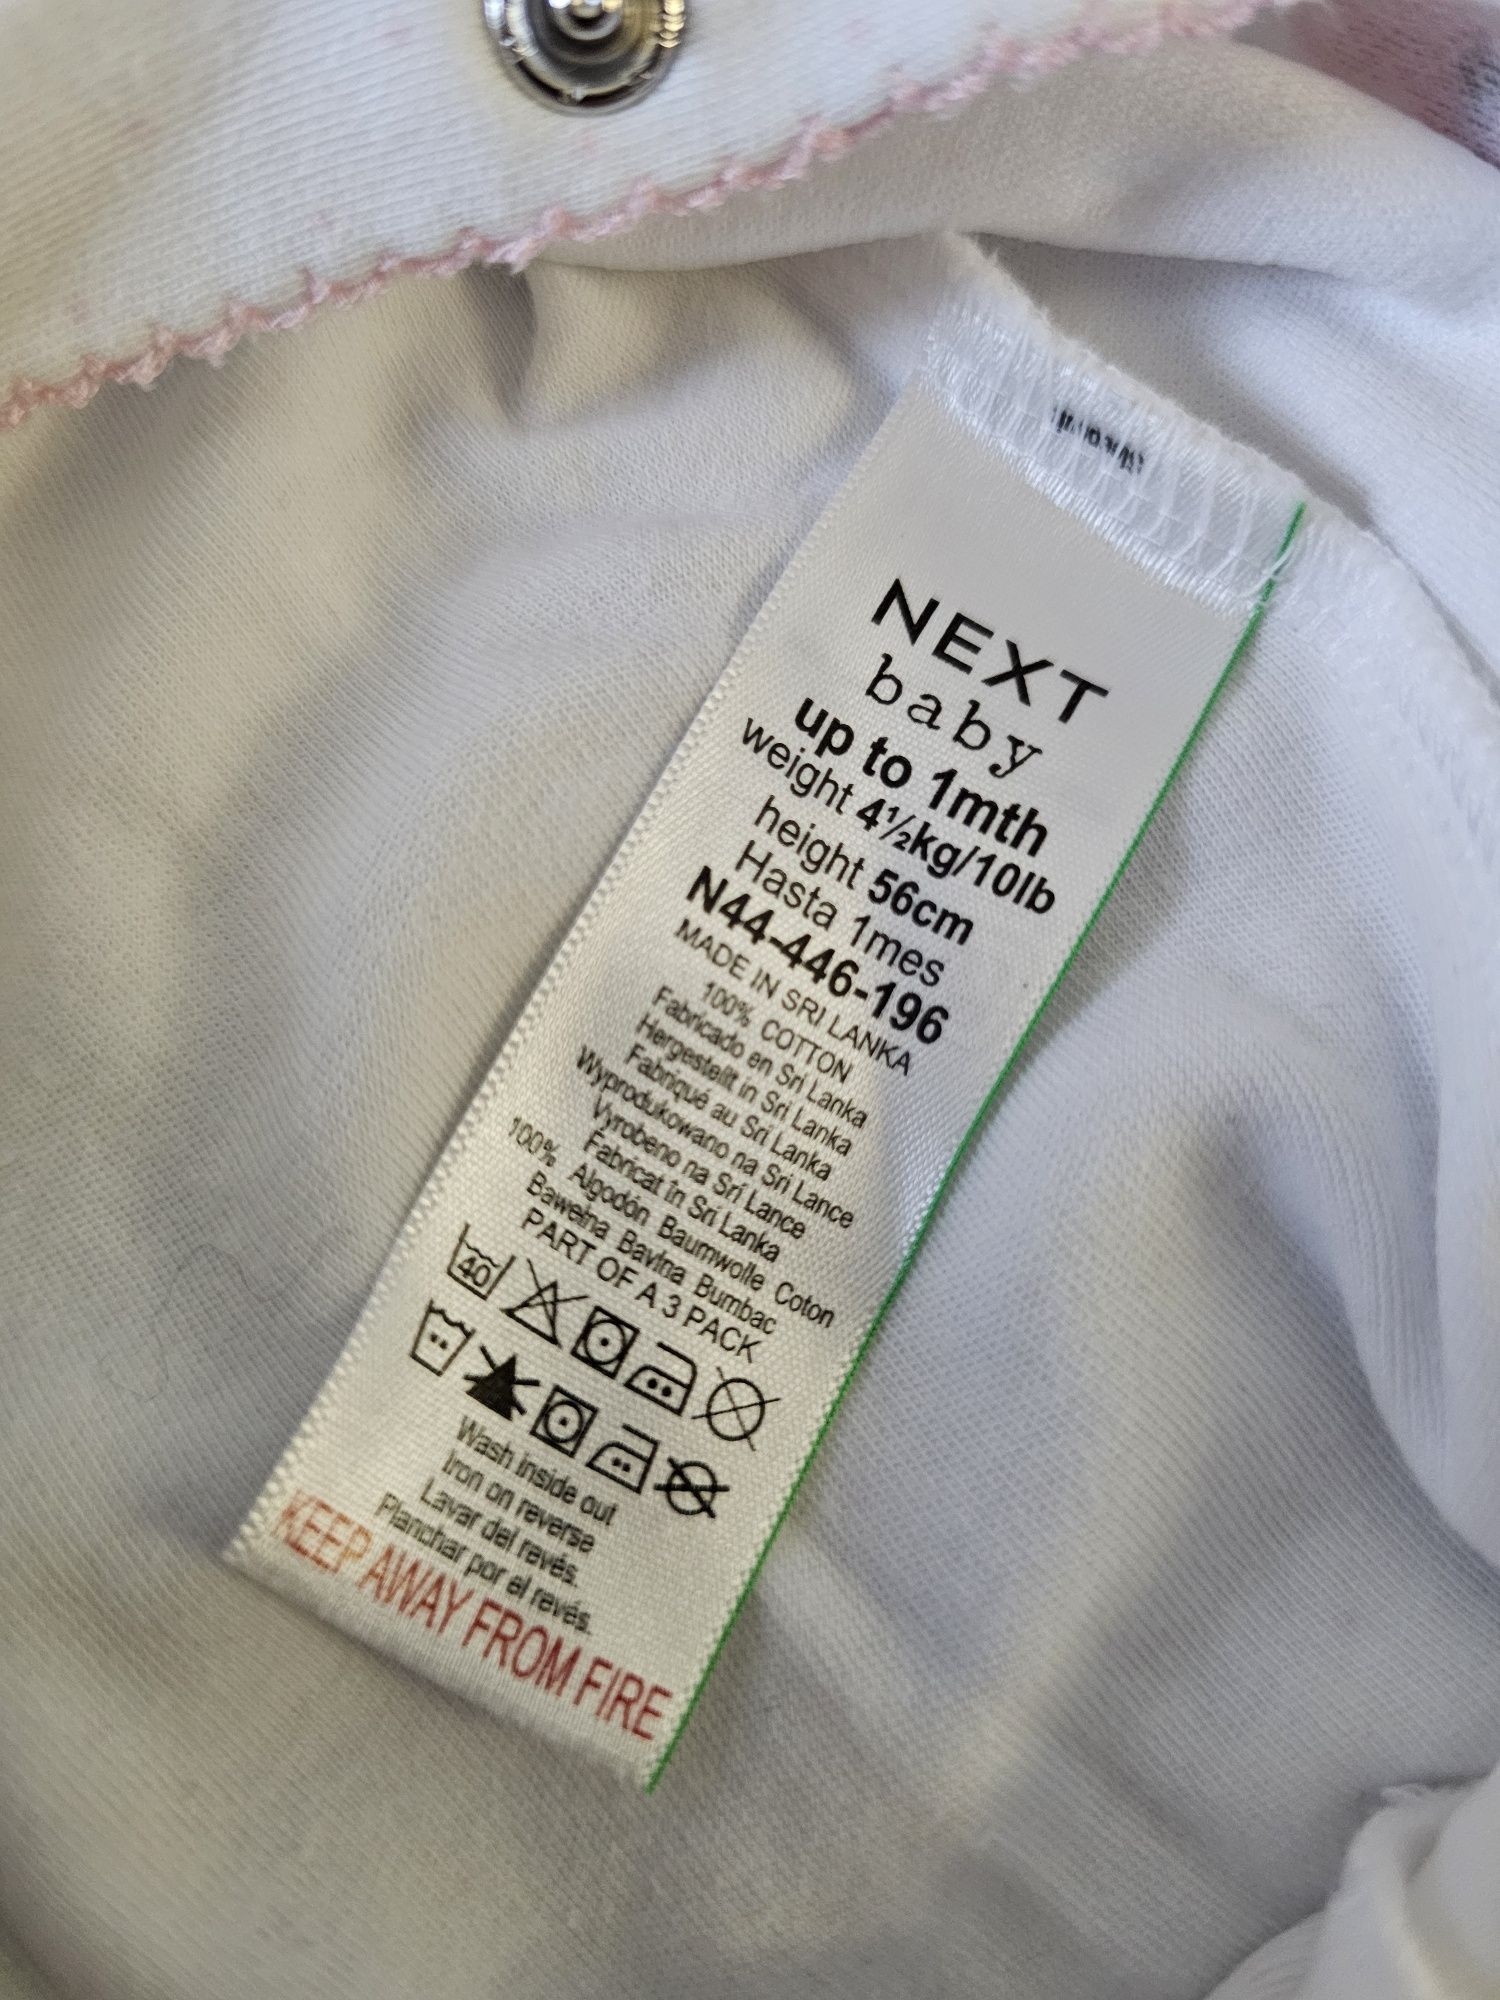 NEXT
baby
up to 1mth
weight 4½kg/10lb
height 56cm
Hasta 1mes
N44-446-196
MADE IN SRI LANKA
100% COTTON
Fabricado en Sri Lanka
Hergestellt in Sri Lanka
Fabriqué au Sri Lanka
Wyprodukowano na Sri Lance
Vyrobeno na Srí Lance
Fabricat în Sri Lanka
100% Algodón Baumwolle Coton
Bawełna Bavlna Bumbac
PART OF A 3 PACK
40
Wash inside out
Iron on reverse
Lavar del revés.
Planchar por el revés.
KEEP AWAY FROM FIRE